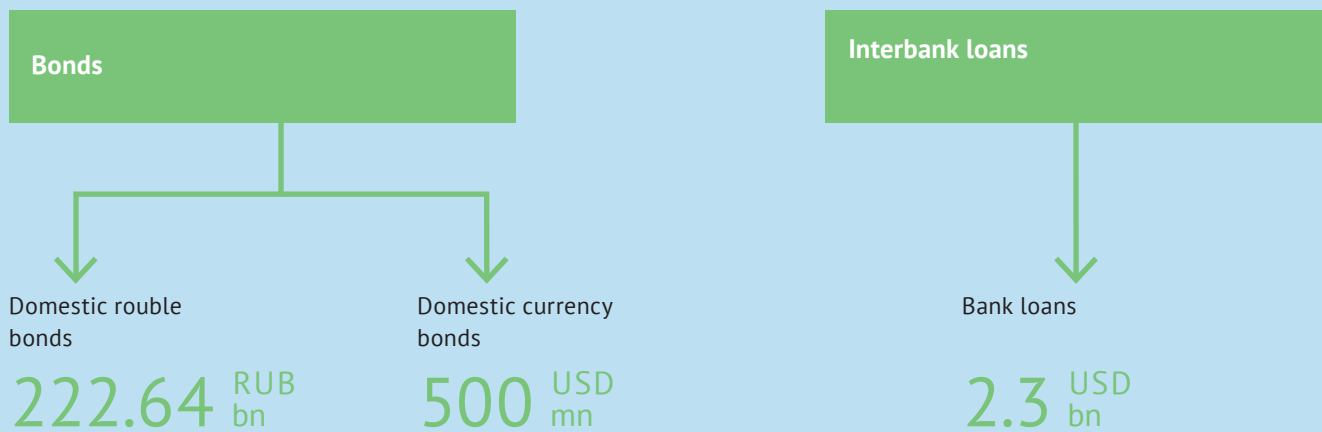 Bonds
Interbank loans
Domestic rouble
bonds
222.64 RUB
bn
Domestic currency
bonds
500 USD
mn
Bank loans
2.3 USD
bn